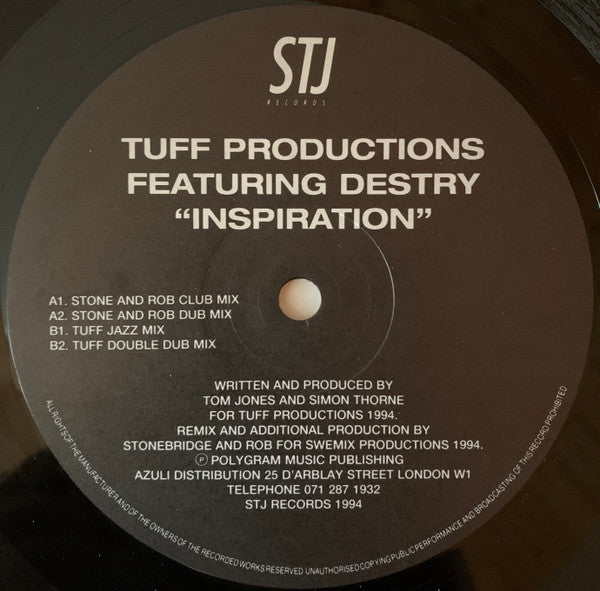 STJ
RECORDS
TUFF PRODUCTIONS
FEATURING DESTRY
“INSPIRATION”
A1. STONE AND ROB CLUB MIX
A2. STONE AND ROB DUB MIX
B1. TUFF JAZZ MIX
B2. TUFF DOUBLE DUB MIX
WRITTEN AND PRODUCED BY
TOM JONES AND SIMON THORNE
FOR TUFF PRODUCTIONS 1994.
REMIX AND ADDITIONAL PRODUCTION BY
STONEBRIDGE AND ROB FOR SWEMIX PRODUCTIONS 1994.
Ⓟ POLYGRAM MUSIC PUBLISHING
AZULI DISTRIBUTION 25 D'ARBLAY STREET LONDON W1
TELEPHONE 071 287 1932
STJ RECORDS 1994
ALL RIGHTS OF THE MANUFACTURER AND OF THE OWNERS OF THE RECORDED WORKS RESERVED UNAUTHORISED COPYING PUBLIC PERFORMANCE AND BROADCASTING OF THIS RECORD PROHIBITED